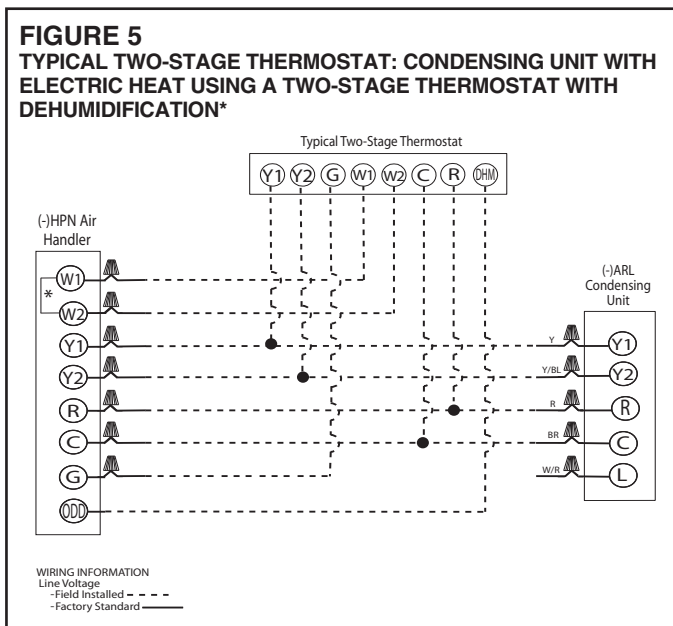 FIGURE 5
TYPICAL TWO-STAGE THERMOSTAT: CONDENSING UNIT WITH
ELECTRIC HEAT USING A TWO-STAGE THERMOSTAT WITH
DEHUMIDIFICATION*
Typical Two-Stage Thermostat
Y1 Y2 G W1 W2 C R DHM
(-)HPN Air
Handler
W1
*
W2
Y1
Y2
R
C
G
ODD
(-)ARL
Condensing
Unit
Y Y1
Y/BL Y2
R R
BR C
W/R L
WIRING INFORMATION
Line Voltage
-Field Installed
-Factory Standard